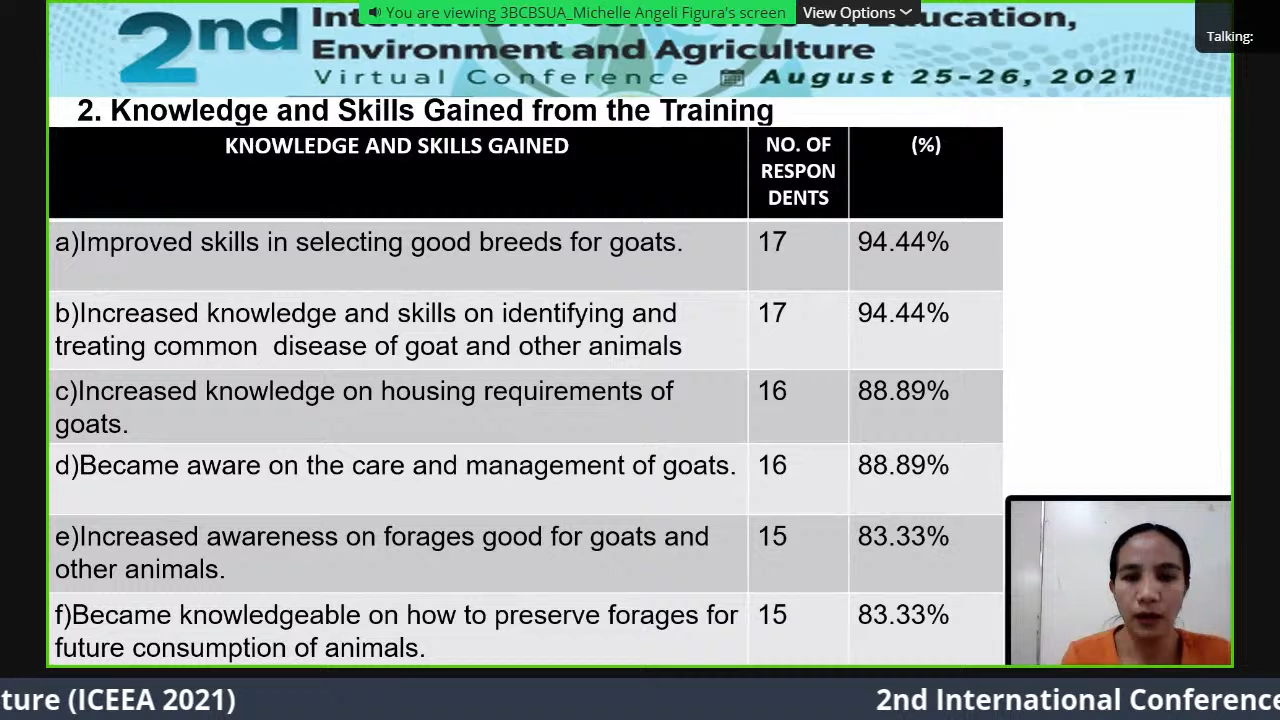 You are viewing 3BCBSUA_Michelle Angeli Figura's screen
View Options
Talking:
2nd
Education,
Environment and Agriculture
Virtual Conference
August 25-26, 2021
2. Knowledge and Skills Gained from the Training
KNOWLEDGE AND SKILLS GAINED
NO. OF
RESPON
DENTS
(%)
a)Improved skills in selecting good breeds for goats.
17
94.44%
b)Increased knowledge and skills on identifying and
treating common  disease of goat and other animals
17
94.44%
c)Increased knowledge on housing requirements of
goats.
16
88.89%
d)Became aware on the care and management of goats.
16
88.89%
e)Increased awareness on forages good for goats and
other animals.
15
83.33%
f)Became knowledgeable on how to preserve forages for
future consumption of animals.
15
83.33%
ture (ICEEA 2021)
2nd International Conference